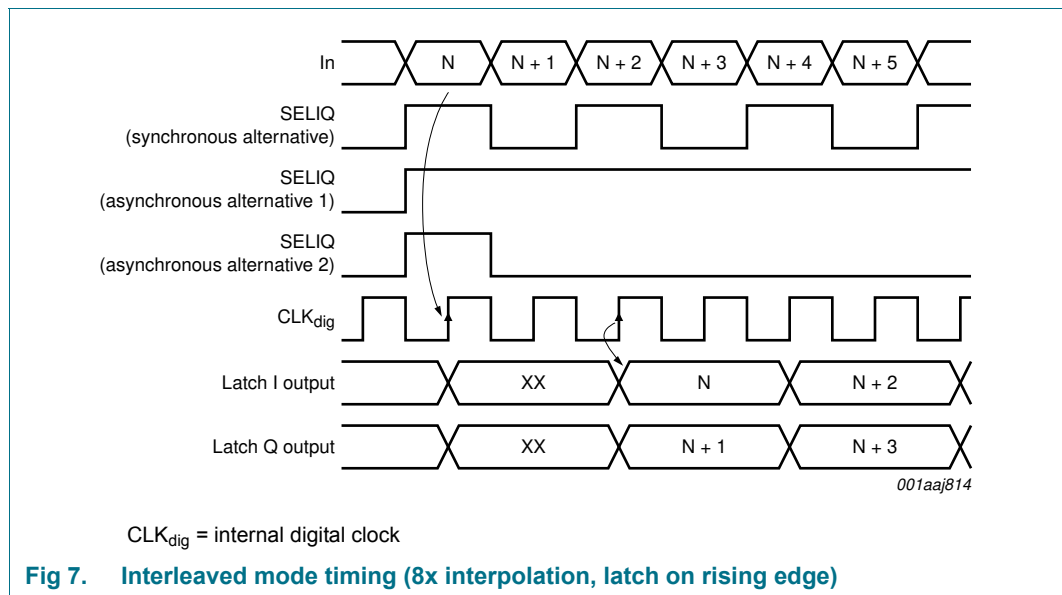 In N N + 1 N + 2 N + 3 N + 4 N + 5
SELIQ
(synchronous alternative)
SELIQ
(asynchronous alternative 1)
SELIQ
(asynchronous alternative 2)
CLKdig
Latch I output XX N N + 2
Latch Q output XX N + 1 N + 3
001aaj814
CLKdig = internal digital clock
Fig 7. Interleaved mode timing (8x interpolation, latch on rising edge)